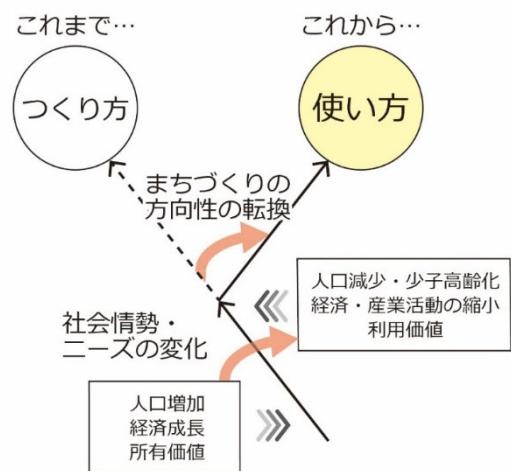 これまで…
これから…
つくり方
使い方
まちづくりの
方向性の転換
人口減少・少子高齢化
経済・産業活動の縮小
利用価値
社会情勢・
ニーズの変化
人口増加
経済成長
所有価値